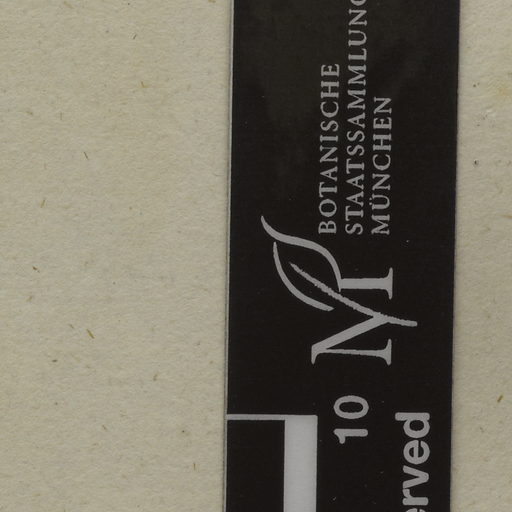 BOTANISCHE
STAATSSAMMLUNG
MÜNCHEN
M
10
erved